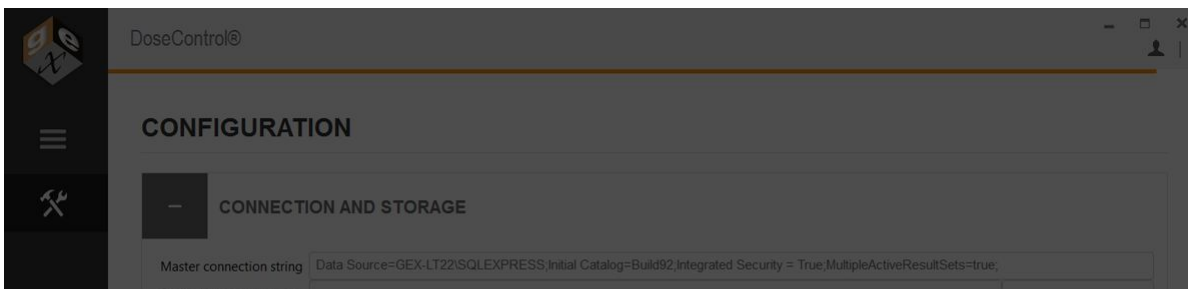 gex
DoseControl®
CONFIGURATION
CONNECTION AND STORAGE
Master connection string Data Source=GEX-LT22\SQLEXPRESS;Initial Catalog=Build92;Integrated Security = True;MultipleActiveResultSets=true;